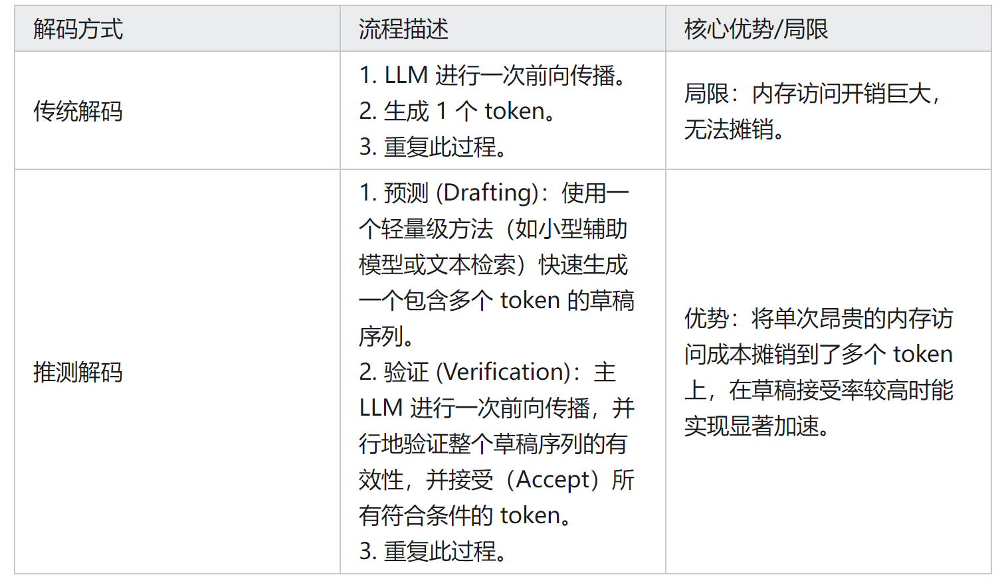 解码方式
流程描述
核心优势/局限
传统解码
1. LLM 进行一次前向传播。
2. 生成 1 个 token。
3. 重复此过程。
局限：内存访问开销巨大，
无法摊销。
推测解码
1. 预测 (Drafting)：使用一
个轻量级方法（如小型辅助
模型或文本检索）快速生成
一个包含多个 token 的草稿
序列。
2. 验证 (Verification)：主
LLM 进行一次前向传播，并
行地验证整个草稿序列的有
效性，并接受（Accept）所
有符合条件的 token。
3. 重复此过程。
优势：将单次昂贵的内存访
问成本摊销到了多个 token
上，在草稿接受率较高时能
实现显著加速。